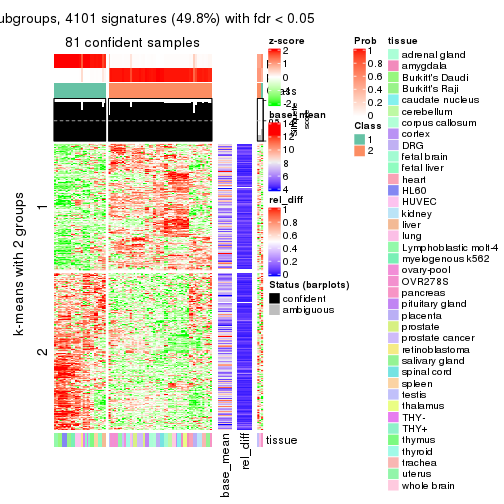 ubgroups, 4101 signatures (49.8%) with fdr < 0.05
81 confident samples
k-means with 2 groups
1
2
z-score
2
1
0
-1
-2
base_mean
14
12
10
8
6
4
rel_diff
1
0.8
0.6
0.4
0.2
0
Status (barplots)
confident
ambiguous
Prob
1
0.8
0.6
0.4
0.2
0
Class
1
2
tissue
adrenal gland
amygdala
Burkitt's Daudi
Burkitt's Raji
caudate nucleus
cerebellum
corpus callosum
cortex
DRG
fetal brain
fetal liver
heart
HL60
HUVEC
kidney
liver
lung
Lymphoblastic molt-4
myelogenous k562
ovary-pool
OVR278S
pancreas
pituitary gland
placenta
prostate
prostate cancer
retinoblastoma
salivary gland
spinal cord
spleen
testis
thalamus
THY-
THY+
thymus
thyroid
trachea
uterus
whole brain
tissue
base_mean
rel_diff